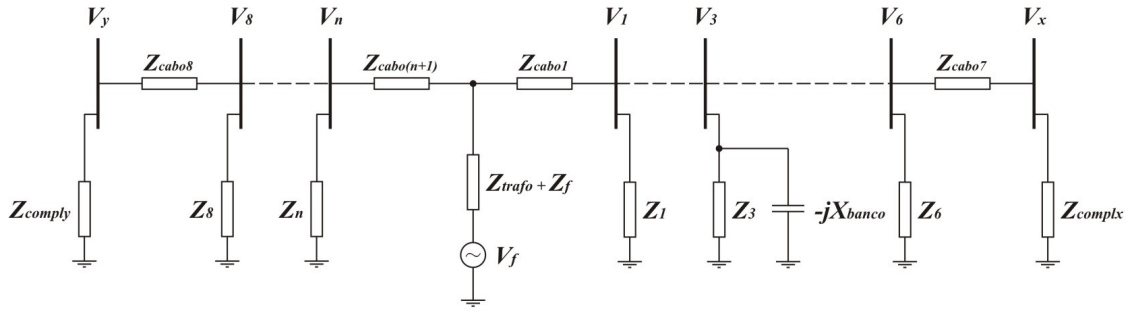 Vy
V8
Vn
V1
V3
V6
Vx
Zcabo8
Zcabo(n+1)
Zcabo1
Zcabo7
Zcomply
Z8
Zn
Ztrafo + Zf
Z1
Z3
-jXbanco
Z6
Zcomplx
Vf